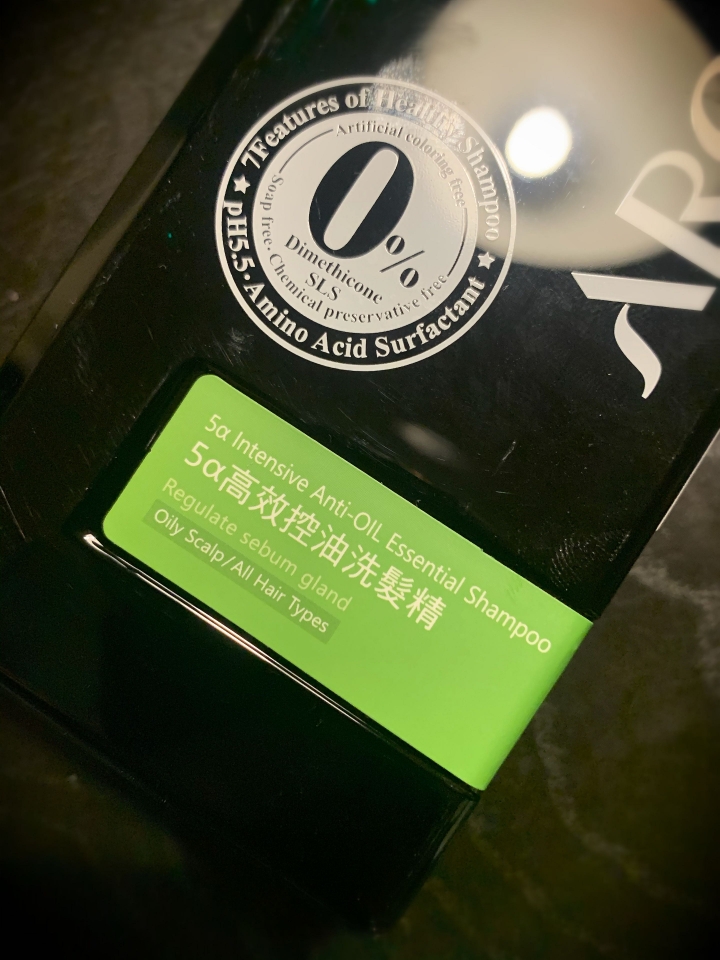 7Features of Healthy Shampoo
Artificial coloring free
0%
Dimethicone
SLS
Soap free · Chemical preservative free
★ pH5.5 · Amino Acid Surfactant ★
ARO
5α Intensive Anti-OIL Essential Shampoo
5α高效控油洗髮精
Regulate sebum gland
Oily Scalp/All Hair Types